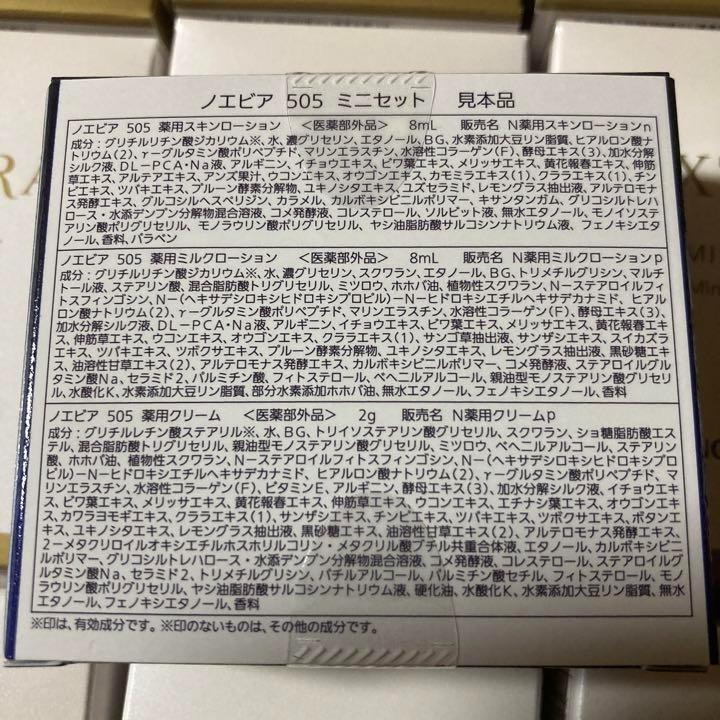 ノエビア 505 ミニセット 見本品
ノエビア 505 薬用スキンローション <医薬部外品> 8mL 販売名 N薬用スキンローションn
成分:グリチルリチン酸ジカリウム※、水、濃グリセリン、エタノール、BG、水素添加大豆リン脂質、ヒアルロン酸ナ
トリウム(2)、γーグルタミン酸ポリペプチド、マリンエラスチン、水溶性コラーゲン(F)、酵母エキス(3)、加水分解
シルク液、DLーPCA・Na液、アルギニン、イチョウエキス、ビワ葉エキス、メリッサエキス、黄花報春エキス、伸筋
草エキス、アルテアエキス、アンズ果汁、ウコンエキス、オウゴンエキス、カモミラエキス(1)、クララエキス(1)、チン
ピエキス、ツバキエキス、プルーン酵素分解物、ユキノシタエキス、ユズセラミド、レモングラス抽出液、アルテロモナ
ス発酵エキス、グルコシルヘスペリジン、カラメル、カルボキシビニルポリマー、キサンタンガム、グリコシルトレハ
ロース・水添デンプン分解物混合溶液、コメ発酵液、コレステロール、ソルビット液、無水エタノール、モノイソステ
アリン酸ポリグリセリル、モノラウリン酸ポリグリセリル、ヤシ油脂肪酸サルコシンナトリウム液、フェノキシエタ
ノール、香料、パラベン
ノエビア 505 薬用ミルクローション <医薬部外品> 8mL 販売名 N薬用ミルクローションp
成分:グリチルリチン酸ジカリウム※、水、濃グリセリン、スクワラン、エタノール、BG、トリメチルグリシン、マルチ
トール液、ステアリン酸、混合脂肪酸トリグリセリル、ミツロウ、ホホバ油、植物性スクワラン、Nーステアロイルフィ
トスフィンゴシン、Nー(ヘキサデシロキシヒドロキシプロピル)ーNーヒドロキシエチルヘキサデカナミド、ヒアル
ロン酸ナトリウム(2)、γーグルタミン酸ポリペプチド、マリンエラスチン、水溶性コラーゲン(F)、酵母エキス(3)、
加水分解シルク液、DLーPCA・Na液、アルギニン、イチョウエキス、ビワ葉エキス、メリッサエキス、黄花報春エキ
ス、伸筋草エキス、ウコンエキス、オウゴンエキス、クララエキス(1)、サンゴ草抽出液、サンザシエキス、スイカズラ
エキス、ツバキエキス、ツボクサエキス、プルーン酵素分解物、ユキノシタエキス、レモングラス抽出液、黒砂糖エキ
ス、油溶性甘草エキス(2)、アルテロモナス発酵エキス、カルボキシビニルポリマー、コメ発酵液、ステアロイルグル
タミン酸Na、セラミド2、パルミチン酸、フィトステロール、ベヘニルアルコール、親油型モノステアリン酸グリセリ
ル、水酸化K、水素添加大豆リン脂質、部分水素添加ホホバ油、無水エタノール、フェノキシエタノール、香料
ノエビア 505 薬用クリーム <医薬部外品> 2g 販売名 N薬用クリームp
成分:グリチルレチン酸ステアリル※、水、BG、トリイソステアリン酸グリセリル、スクワラン、ショ糖脂肪酸エス
テル、混合脂肪酸トリグリセリル、親油型モノステアリン酸グリセリル、ミツロウ、ベヘニルアルコール、ステアリン
酸、ホホバ油、植物性スクワラン、Nーステアロイルフィトスフィンゴシン、Nー(ヘキサデシロキシヒドロキシプロ
ピル)ーNーヒドロキシエチルヘキサデカナミド、ヒアルロン酸ナトリウム(2)、γーグルタミン酸ポリペプチド、マ
リンエラスチン、水溶性コラーゲン(F)、ビタミンE、アルギニン、酵母エキス(3)、加水分解シルク液、イチョウエキ
ス、ビワ葉エキス、メリッサエキス、黄花報春エキス、伸筋草エキス、ウコンエキス、エチナシ葉エキス、オウゴンエキス、
カワラヨモギエキス、クララエキス(1)、サンザシエキス、チンピエキス、ツバキエキス、ツボクサエキス、ボタンエ
キス、ユキノシタエキス、レモングラス抽出液、黒砂糖エキス、油溶性甘草エキス(2)、アルテロモナス発酵エキス、
2ーメタクリロイルオキシエチルホスホリルコリン・メタクリル酸ブチル共重合体液、エタノール、カルボキシビニ
ルポリマー、グリコシルトレハロース・水添デンプン分解物混合溶液、コメ発酵液、コレステロール、ステアロイルグ
ルタミン酸Na、セラミド2、トリメチルグリシン、バチルアルコール、パルミチン酸セチル、フィトステロール、モノ
ラウリン酸ポリグリセリル、ヤシ油脂肪酸サルコシンナトリウム液、硬化油、水酸化K、水素添加大豆リン脂質、無水
エタノール、フェノキシエタノール、香料
※印は、有効成分です。※印のないものは、その他の成分です。